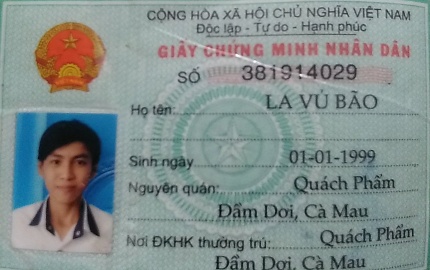 CỘNG HÒA XÃ HỘI CHỦ NGHĨA VIỆT NAM
Độc lập - Tự do - Hạnh phúc
GIẤY CHỨNG MINH NHÂN DÂN
SỐ 381914029
Họ tên: LA VỦ BÃO
Sinh ngày 01-01-1999
Nguyên quán: Quách Phẩm
Đầm Dơi, Cà Mau
Nơi ĐKHK thường trú: Quách Phẩm
Đầm Dơi, Cà Mau